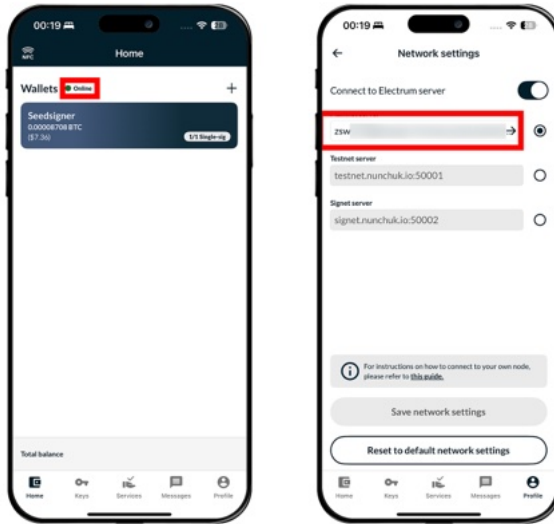 00:19
NFC
Home
Wallets
Online
+
Seedsigner
0.00008708 BTC
($7.36)
1/1 Single-sig
Total balance
Home
Keys
Services
Messages
Profile
00:19
Network settings
Connect to Electrum server
zsw
Testnet server
testnet.nunchuk.io:50001
Signet server
signet.nunchuk.io:50002
For instructions on how to connect to your own node,
please refer to this guide.
Save network settings
Reset to default network settings
Home
Keys
Services
Messages
Profile